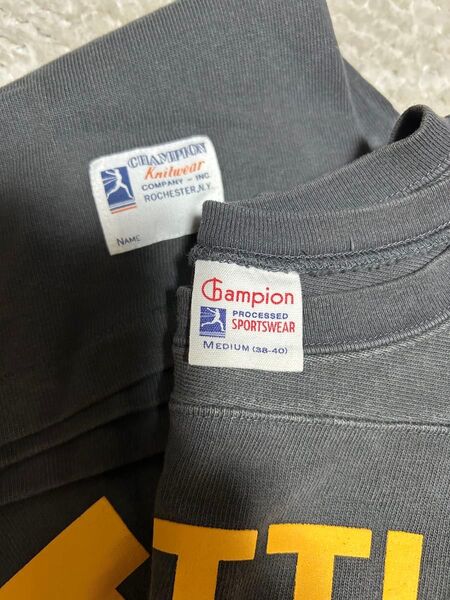 CHAMPION
Knitwear
COMPANY - INC.
ROCHESTER, N.Y.
NAME
Champion
PROCESSED
SPORTSWEAR
MEDIUM (38-40)